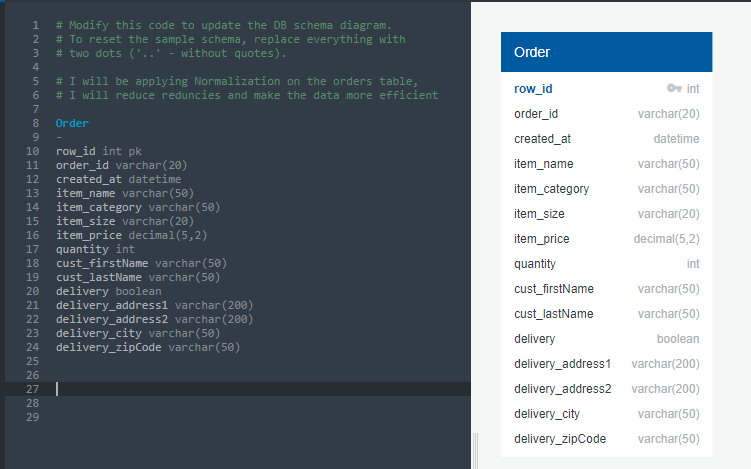 1 # Modify this code to update the DB schema diagram.
2 # To reset the sample schema, replace everything with
3 # two dots ('..' - without quotes).
4
5 # I will be applying Normalization on the orders table,
6 # I will reduce reduncies and make the data more efficient
7
8 Order
9 -
10 row_id int pk
11 order_id varchar(20)
12 created_at datetime
13 item_name varchar(50)
14 item_category varchar(50)
15 item_size varchar(20)
16 item_price decimal(5,2)
17 quantity int
18 cust_firstName varchar(50)
19 cust_lastName varchar(50)
20 delivery boolean
21 delivery_address1 varchar(200)
22 delivery_address2 varchar(200)
23 delivery_city varchar(50)
24 delivery_zipCode varchar(50)
25
26
27
28
29
Order
row_id int
order_id varchar(20)
created_at datetime
item_name varchar(50)
item_category varchar(50)
item_size varchar(20)
item_price decimal(5,2)
quantity int
cust_firstName varchar(50)
cust_lastName varchar(50)
delivery boolean
delivery_address1 varchar(200)
delivery_address2 varchar(200)
delivery_city varchar(50)
delivery_zipCode varchar(50)